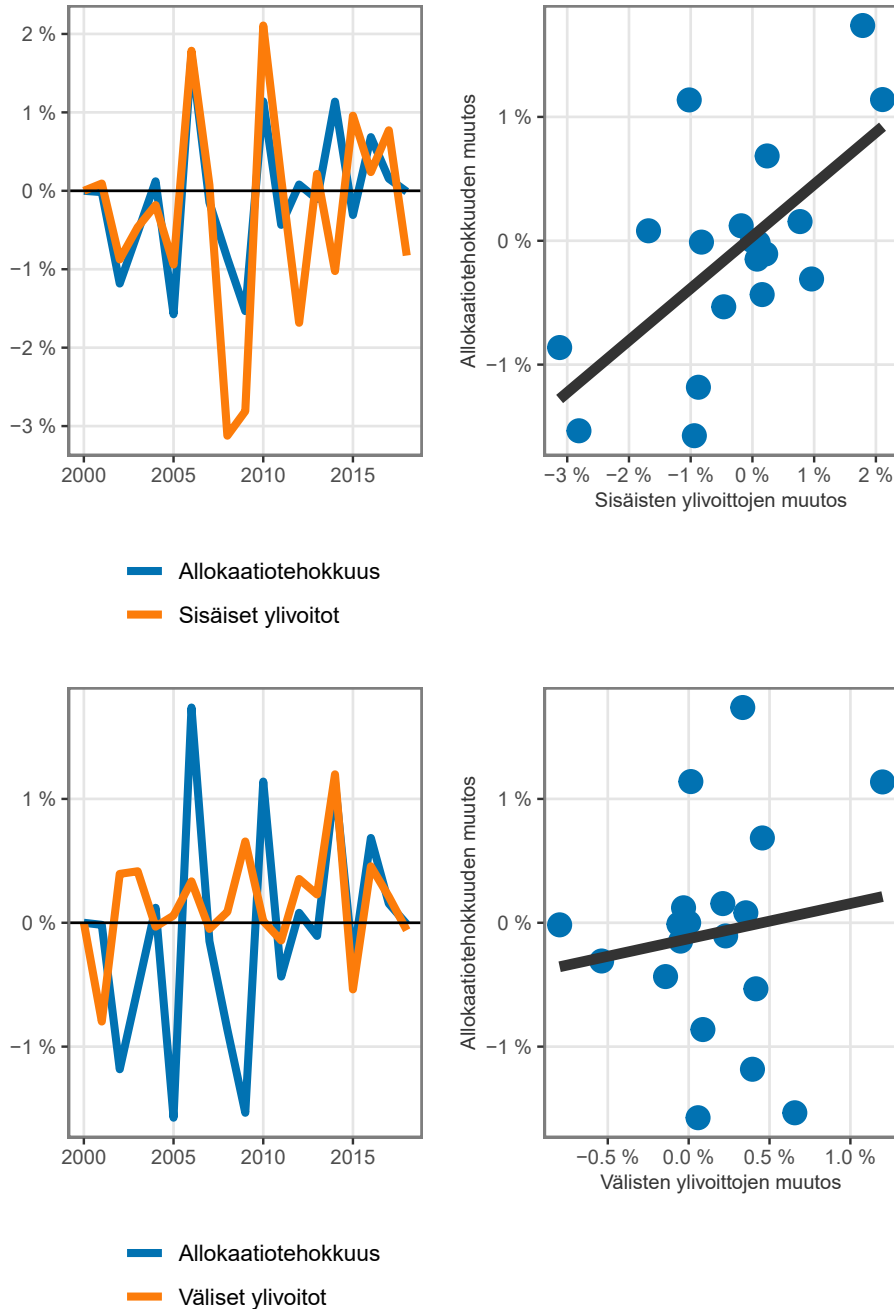 2 %
1 %
0 %
−1 %
−2 %
−3 %
2000 2005 2010 2015
Allokaatiotehokkuuden muutos
1 %
0 %
−1 %
−3 % −2 % −1 % 0 % 1 % 2 %
Sisäisten ylivoittojen muutos
Allokaatiotehokkuus
Sisäiset ylivoitot
1 %
0 %
−1 %
2000 2005 2010 2015
Allokaatiotehokkuuden muutos
1 %
0 %
−1 %
−0.5 % 0.0 % 0.5 % 1.0 %
Välisten ylivoittojen muutos
Allokaatiotehokkuus
Väliset ylivoitot